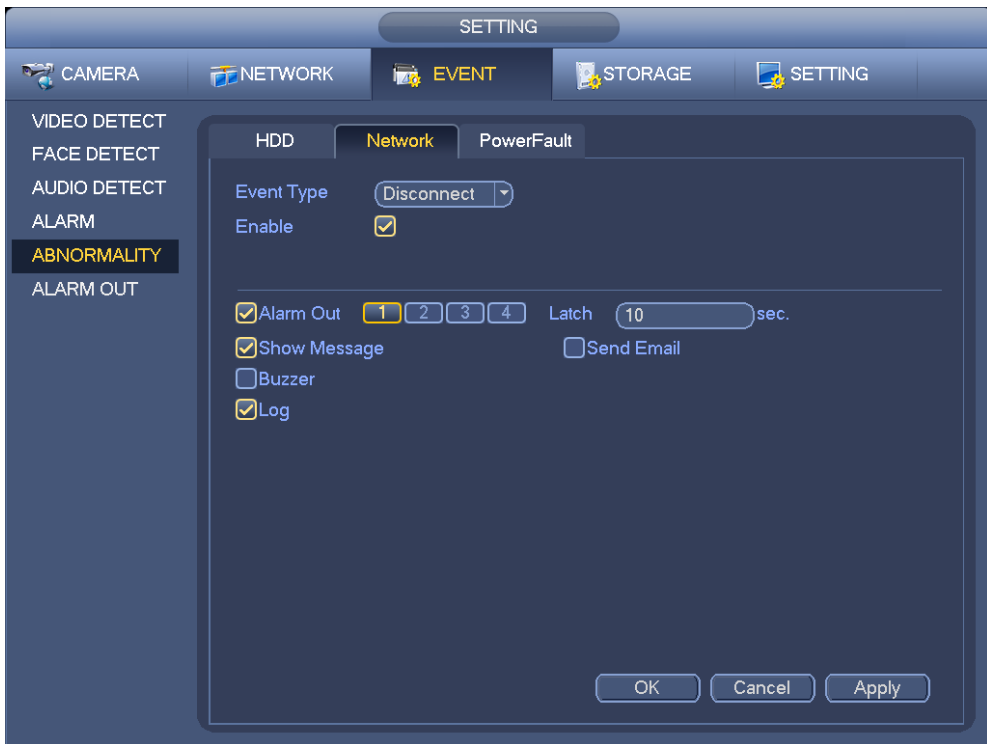 SETTING
CAMERA NETWORK EVENT STORAGE SETTING
VIDEO DETECT
FACE DETECT
AUDIO DETECT
ALARM
ABNORMALITY
ALARM OUT
HDD Network PowerFault
Event Type Disconnect
Enable
Alarm Out 1 2 3 4 Latch 10 sec.
Show Message Send Email
Buzzer
Log
OK Cancel Apply